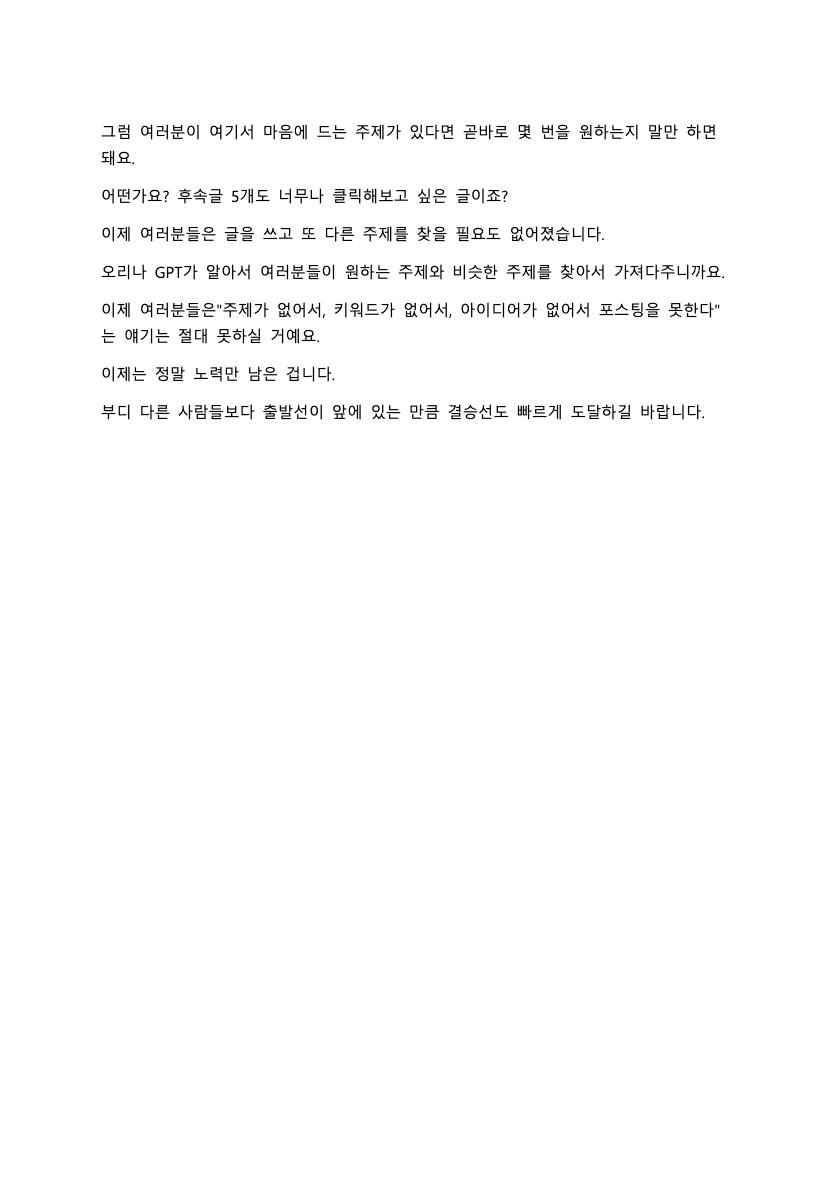 그럼 여러분이 여기서 마음에 드는 주제가 있다면 곧바로 몇 번을 원하는지 말만 하면
돼요.
어떤가요? 후속글 5개도 너무나 클릭해보고 싶은 글이죠?
이제 여러분들은 글을 쓰고 또 다른 주제를 찾을 필요도 없어졌습니다.
오리나 GPT가 알아서 여러분들이 원하는 주제와 비슷한 주제를 찾아서 가져다주니까요.
이제 여러분들은"주제가 없어서, 키워드가 없어서, 아이디어가 없어서 포스팅을 못한다"
는 얘기는 절대 못하실 거예요.
이제는 정말 노력만 남은 겁니다.
부디 다른 사람들보다 출발선이 앞에 있는 만큼 결승선도 빠르게 도달하길 바랍니다.